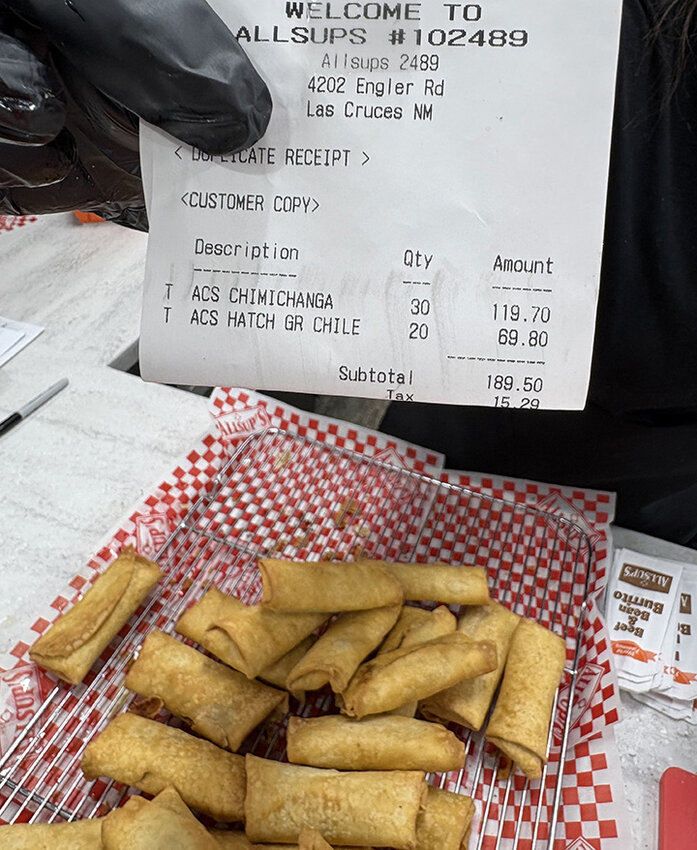 WELCOME TO
ALLSUPS #102489
Allsups 2489
4202 Engler Rd
Las Cruces NM
< DUPLICATE RECEIPT >
<CUSTOMER COPY>
Description Qty Amount
T ACS CHIMICHANGA 30 119.70
T ACS HATCH GR CHILE 20 69.80
Subtotal 189.50
Tax 15.29
ALLSUP'S
ALLSUP'S
Beef
& Bean
Burrito